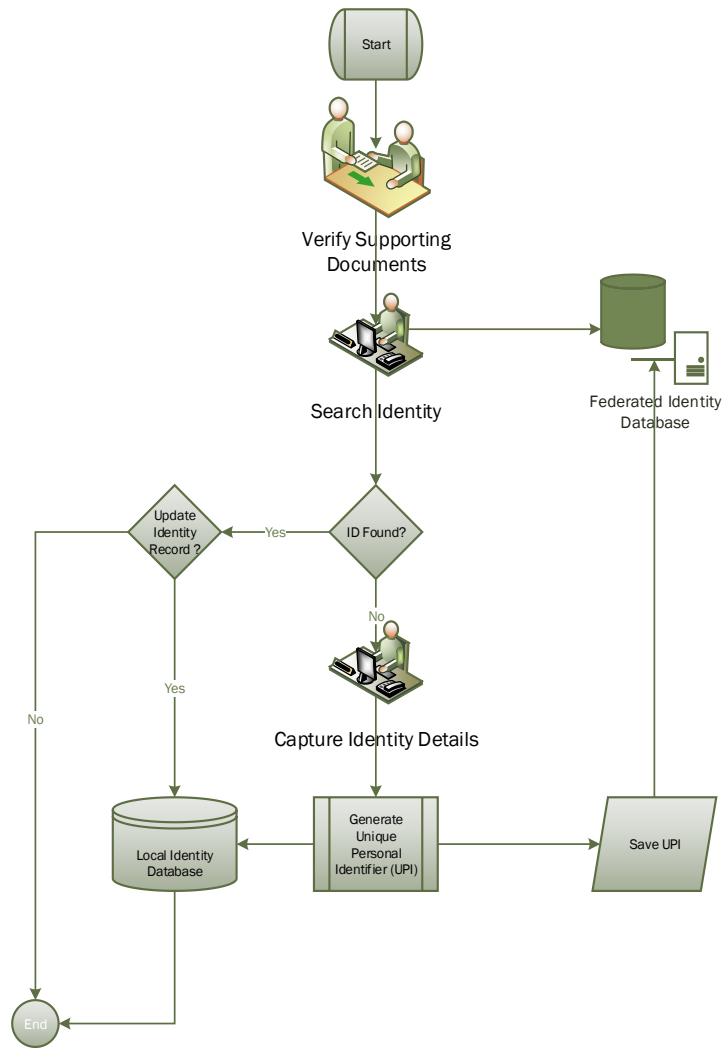 Start
Verify Supporting
Documents
Search Identity
Federated Identity
Database
Update
Identity
Record ?
Yes
ID Found?
No
Yes
No
Capture Identity Details
Generate
Unique
Personal
Identifier (UPI)
Local Identity
Database
Save UPI
End